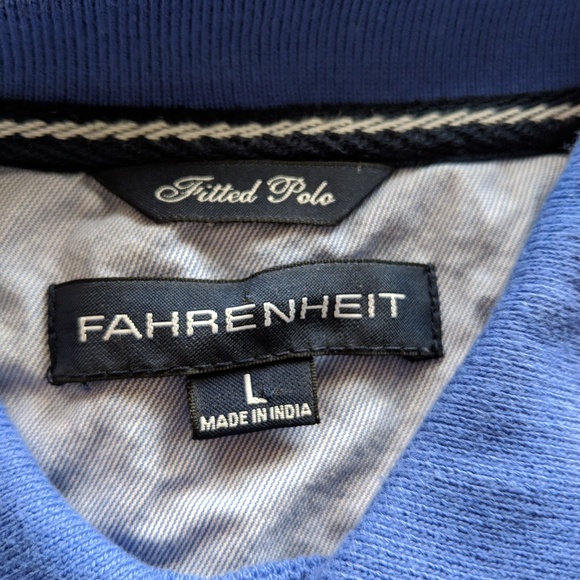 Fitted Polo
FAHRENHEIT
L
MADE IN INDIA